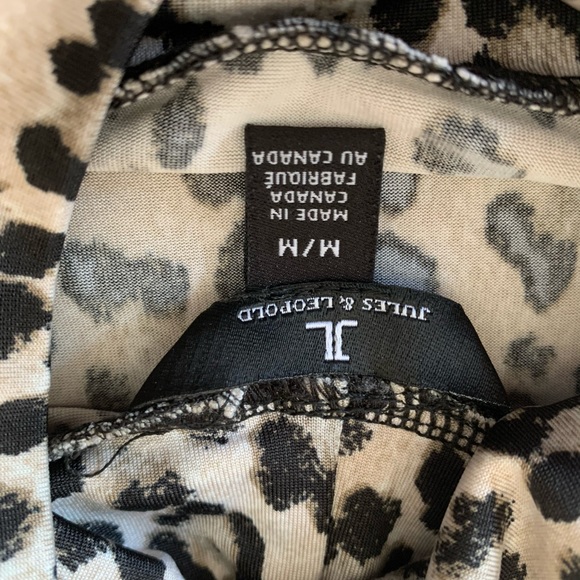 JL
JULES & LEOPOLD
M/M
MADE IN
CANADA
FABRIQUÉ
AU CANADA